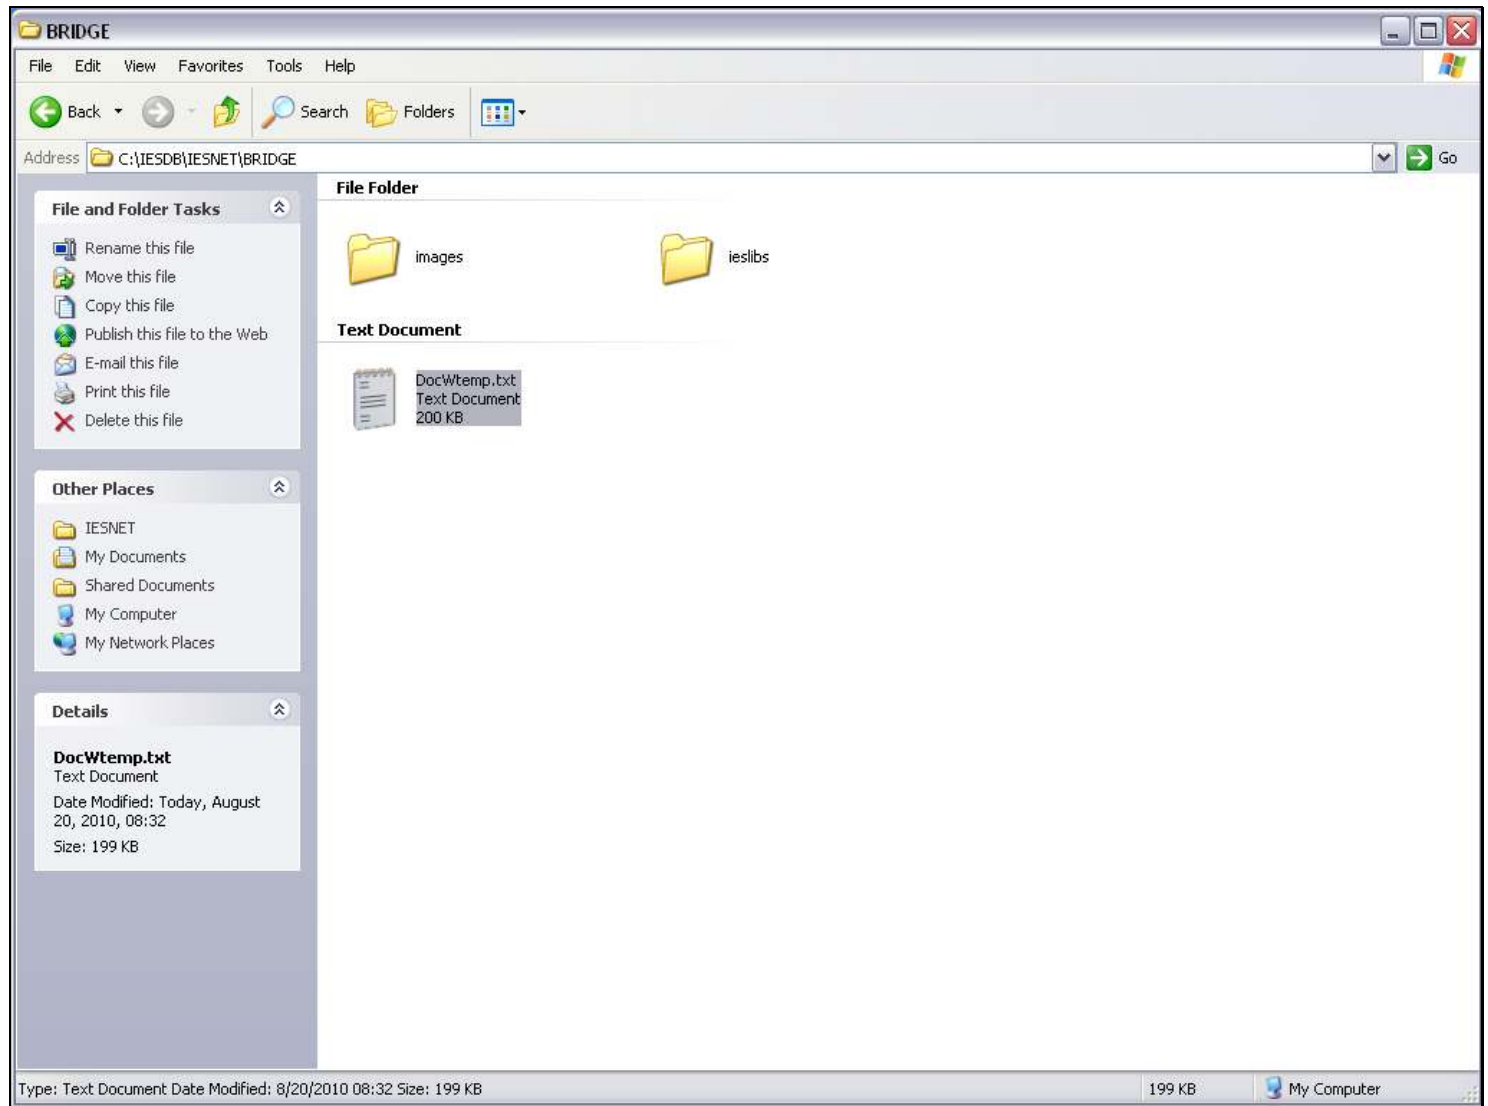 BRIDGE
File Edit View Favorites Tools Help
Back Search Folders
Address C:\IESDB\IESNET\BRIDGE Go
File and Folder Tasks
Rename this file
Move this file
Copy this file
Publish this file to the Web
E-mail this file
Print this file
Delete this file
Other Places
IESNET
My Documents
Shared Documents
My Computer
My Network Places
Details
DocWtemp.txt
Text Document
Date Modified: Today, August
20, 2010, 08:32
Size: 199 KB
File Folder
images ieslibs
Text Document
DocWtemp.txt
Text Document
200 KB
Type: Text Document Date Modified: 8/20/2010 08:32 Size: 199 KB 199 KB My Computer